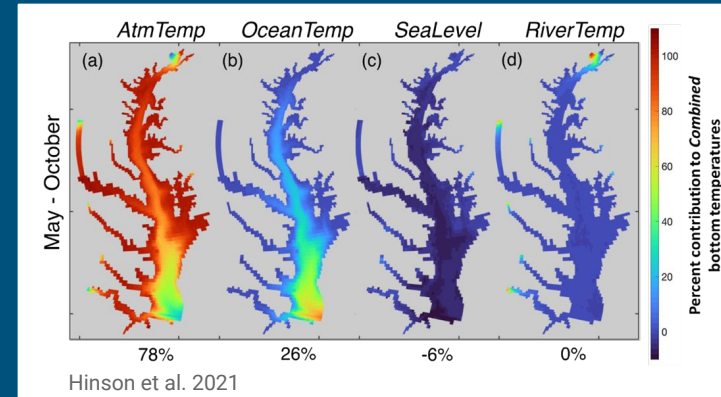 AtmTemp OceanTemp SeaLevel RiverTemp
(a) (b) (c) (d)
May - October
100
80
60
40
20
0
Percent contribution to Combined
bottom temperatures
78% 26% -6% 0%
Hinson et al. 2021